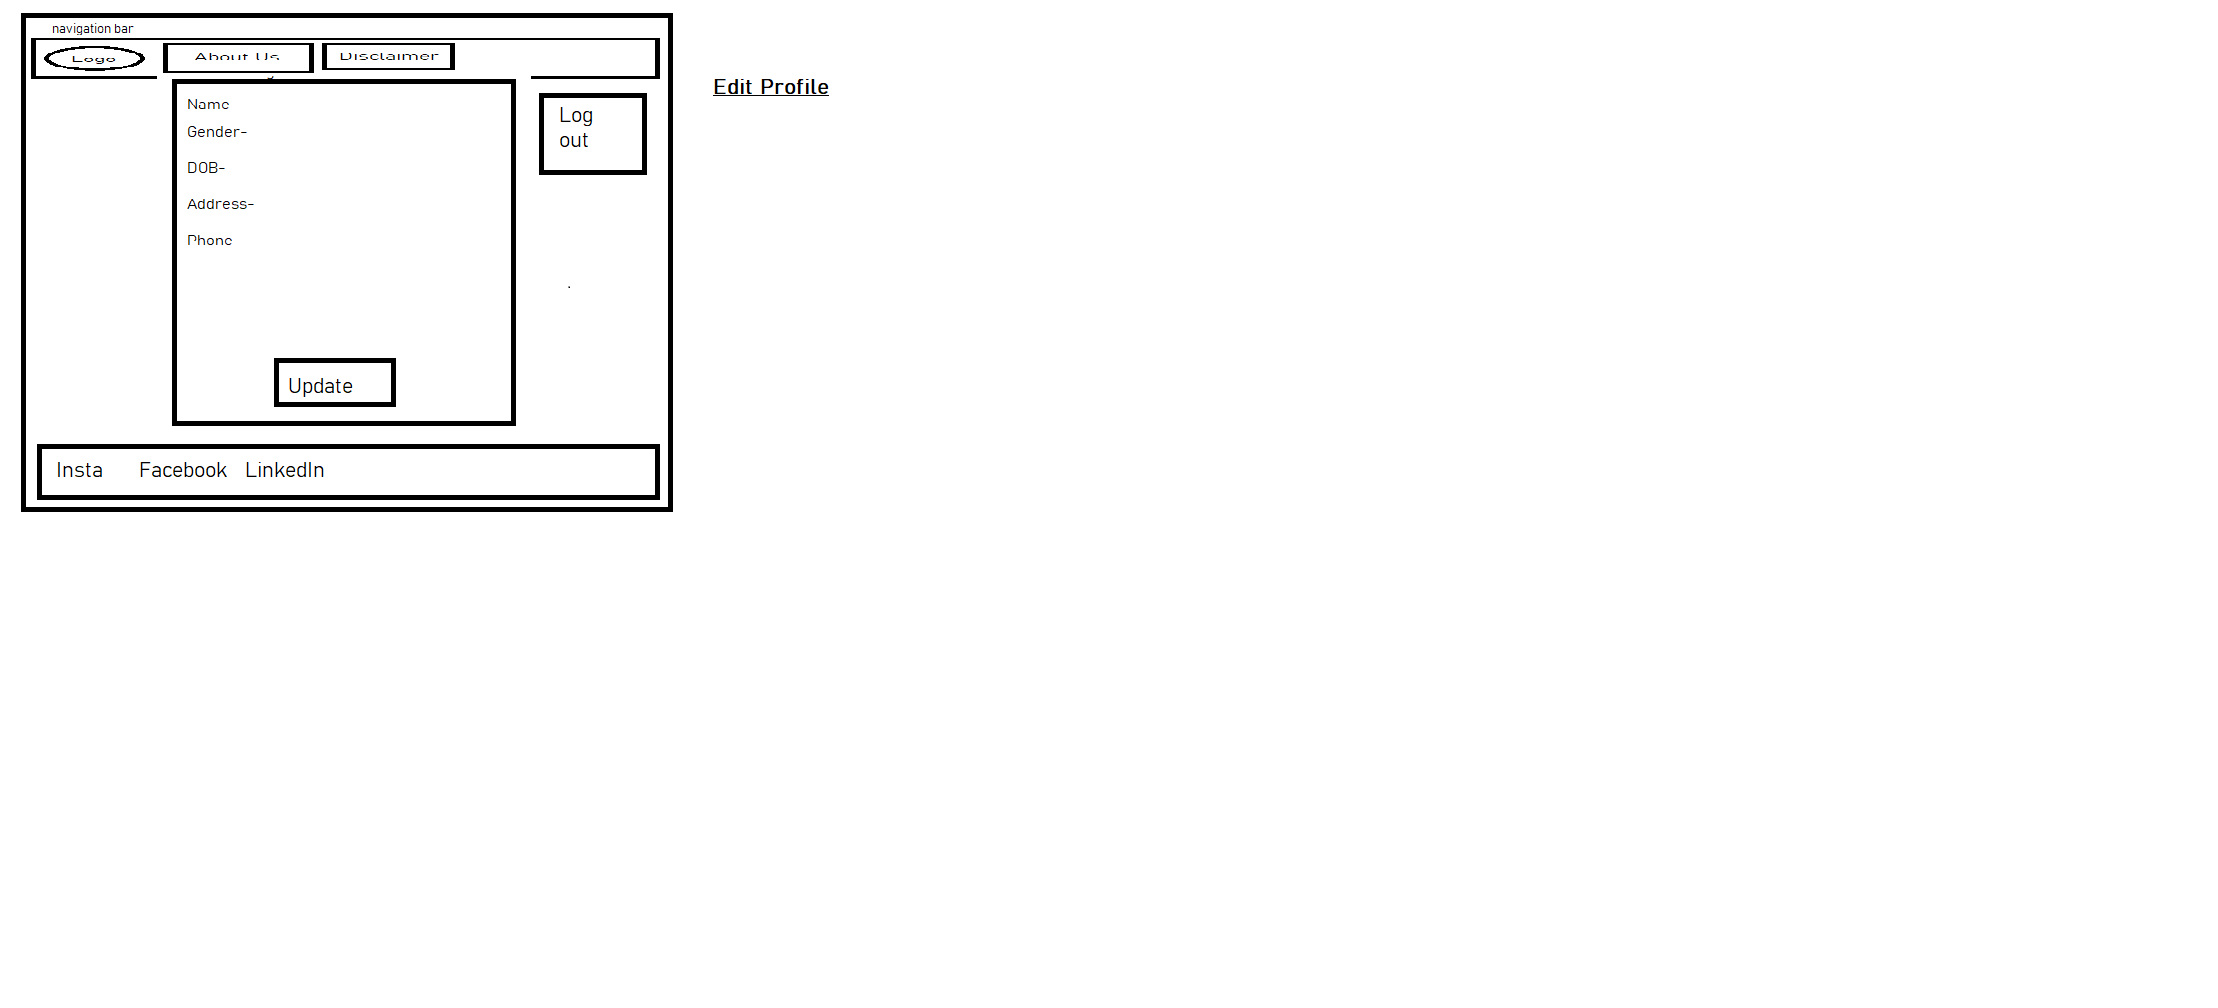 navigation bar
Logo
About Us
Disclaimer
Edit Profile
Name
Gender-
DOB-
Address-
Phone
Log
out
Update
Insta Facebook LinkedIn